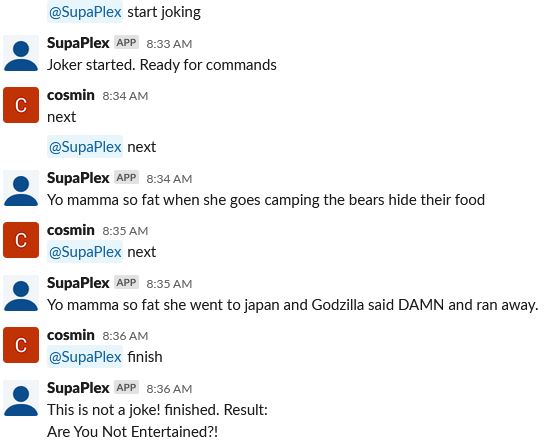 @SupaPlex start joking
SupaPlex APP 8:33 AM
Joker started. Ready for commands
C cosmin 8:34 AM
next
@SupaPlex next
SupaPlex APP 8:34 AM
Yo mamma so fat when she goes camping the bears hide their food
C cosmin 8:35 AM
@SupaPlex next
SupaPlex APP 8:35 AM
Yo mamma so fat she went to japan and Godzilla said DAMN and ran away.
C cosmin 8:36 AM
@SupaPlex finish
SupaPlex APP 8:36 AM
This is not a joke! finished. Result:
Are You Not Entertained?!